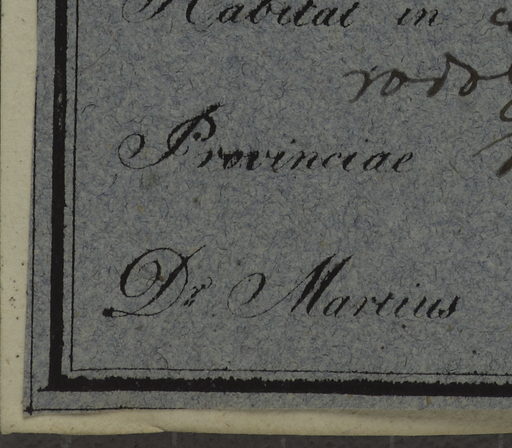 Habitat in
Provinciae
Dr. Martius